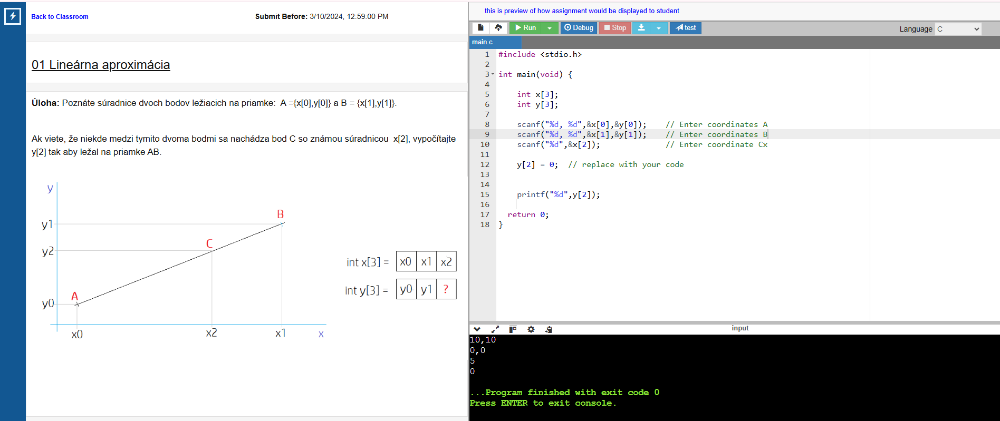 Back to Classroom
Submit Before: 3/10/2024, 12:59:00 PM
01 Lineárna aproximácia
Úloha: Poznáte súradnice dvoch bodov ležiacich na priamke:  A ={x[0],y[0]} a B = {x[1],y[1]}.
Ak viete, že niekde medzi tymito dvoma bodmi sa nachádza bod C so známou súradnicou  x[2], vypočítajte
y[2] tak aby ležal na priamke AB.
y
B
y1
C
y2
A
y0
x0
x2
x1
x
int x[3] = x0 x1 x2
int y[3] = y0 y1 ?
this is preview of how assignment would be displayed to student
Run Debug Stop test
Language C
main.c
1 #include <stdio.h>
2
3 int main(void) {
4
5     int x[3];
6     int y[3];
7
8     scanf("%d, %d",&x[0],&y[0]);    // Enter coordinates A
9     scanf("%d, %d",&x[1],&y[1]);    // Enter coordinates B
10     scanf("%d",&x[2]);              // Enter coordinate Cx
11
12     y[2] = 0;  // replace with your code
13
14
15     printf("%d",y[2]);
16
17   return 0;
18 }
input
10,10
0,0
5
0
...Program finished with exit code 0
Press ENTER to exit console.